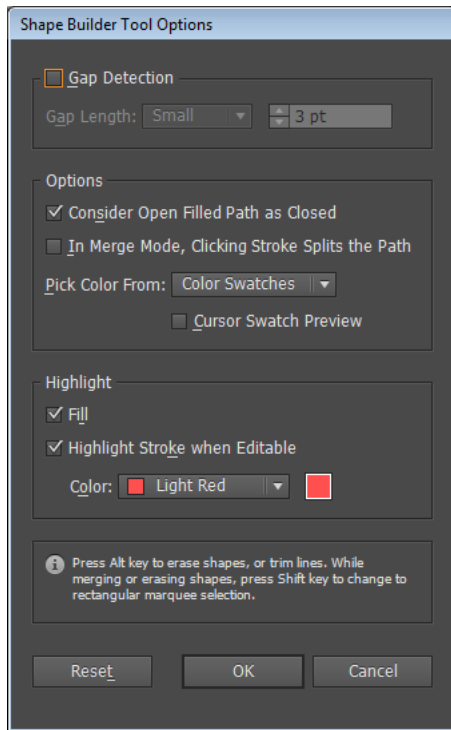 Shape Builder Tool Options
Gap Detection
Gap Length: Small 3 pt
Options
Consider Open Filled Path as Closed
In Merge Mode, Clicking Stroke Splits the Path
Pick Color From: Color Swatches
Cursor Swatch Preview
Highlight
Fill
Highlight Stroke when Editable
Color: Light Red
Press Alt key to erase shapes, or trim lines. While
merging or erasing shapes, press Shift key to change to
rectangular marquee selection.
Reset OK Cancel